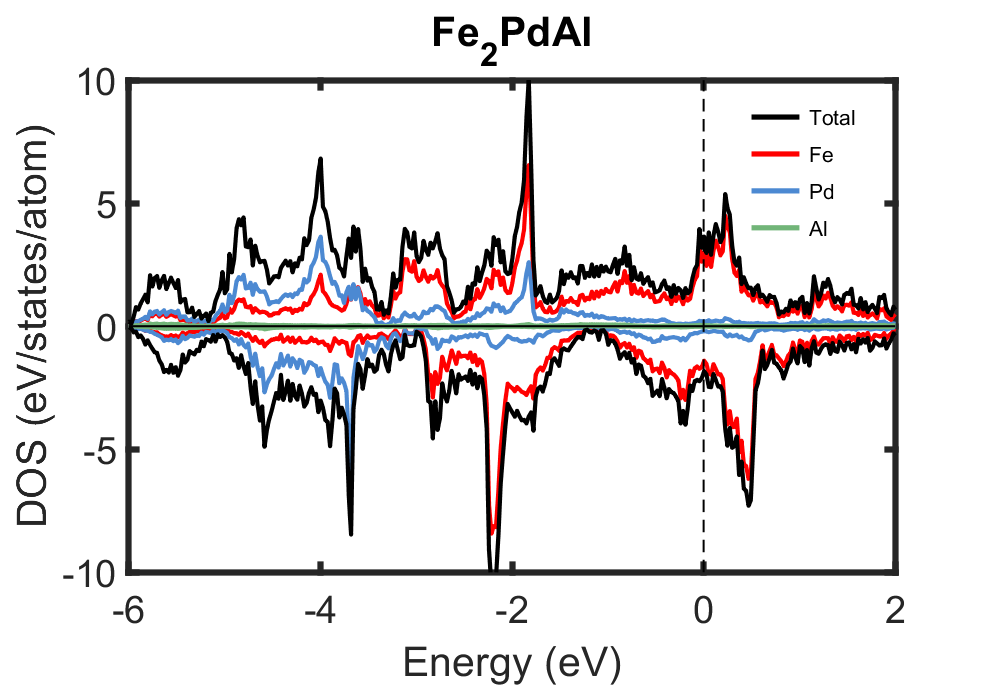 Fe2PdAl
10
5
0
0
-5
-10
DOS (eV/states/atom)
Total
Fe
Pd
Al
-6
-4
-2
0
2
Energy (eV)